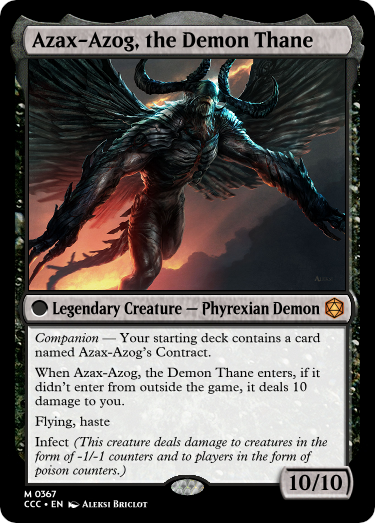 Azax-Azog, the Demon Thane
Legendary Creature — Phyrexian Demon
Companion — Your starting deck contains a card
named Azax-Azog's Contract.
When Azax-Azog, the Demon Thane enters, if it
didn't enter from outside the game, it deals 10
damage to you.
Flying, haste
Infect (This creature deals damage to creatures in the
form of -1/-1 counters and to players in the form of
poison counters.)
10/10
M 0367
CCC • EN Aleksi Briclot